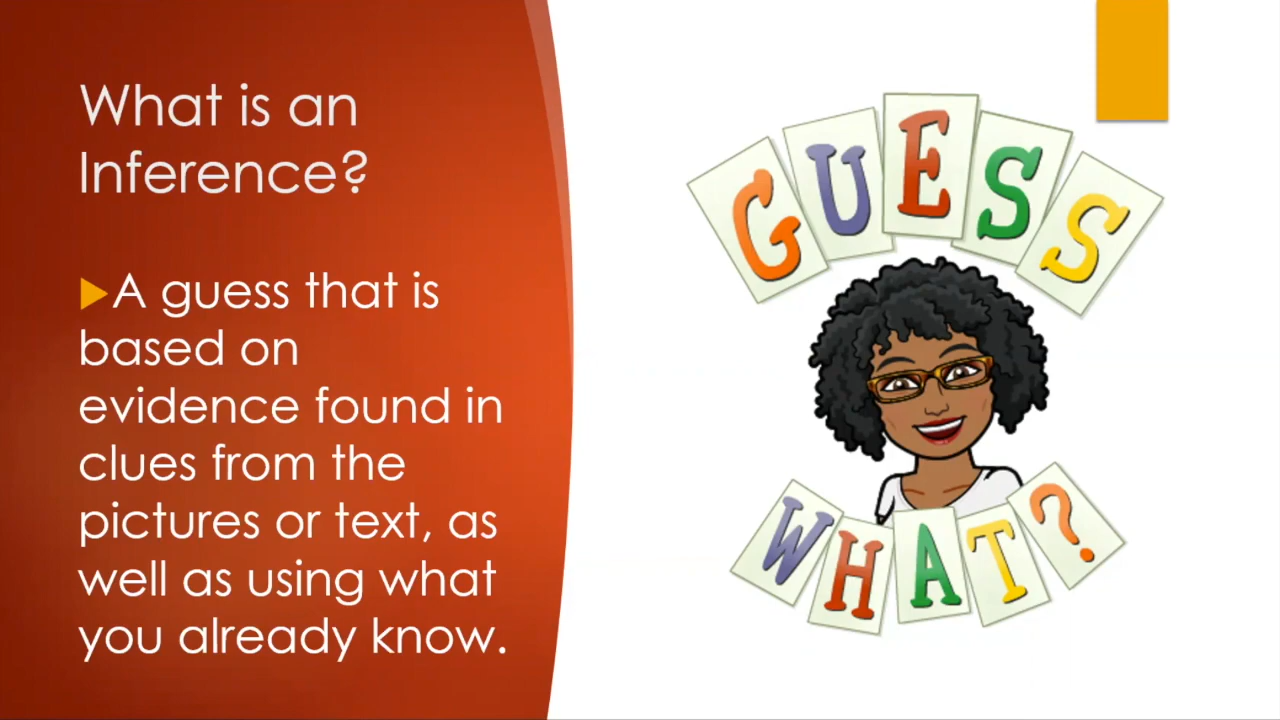 What is an
Inference?
A guess that is
based on
evidence found in
clues from the
pictures or text, as
well as using what
you already know.
GUESS
WHAT?